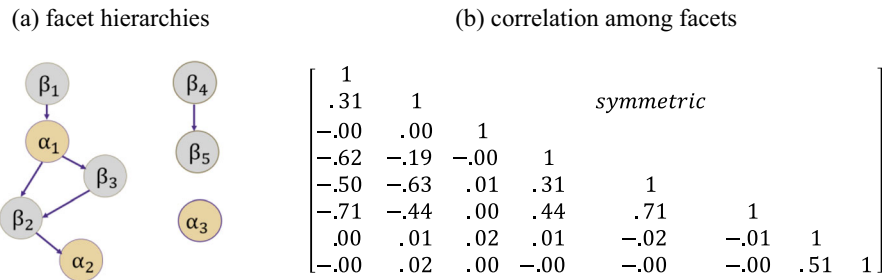 (a) facet hierarchies
(b) correlation among facets
β₁
α₁
β₃
β₂
α₂
β₄
β₅
α₃
1
.31 1 symmetric
−.00 .00 1
−.62 −.19 −.00 1
−.50 −.63 .01 .31 1
−.71 −.44 .00 .44 .71 1
.00 .01 .02 .01 −.02 −.01 1
−.00 .02 .00 −.00 −.00 −.00 .51 1